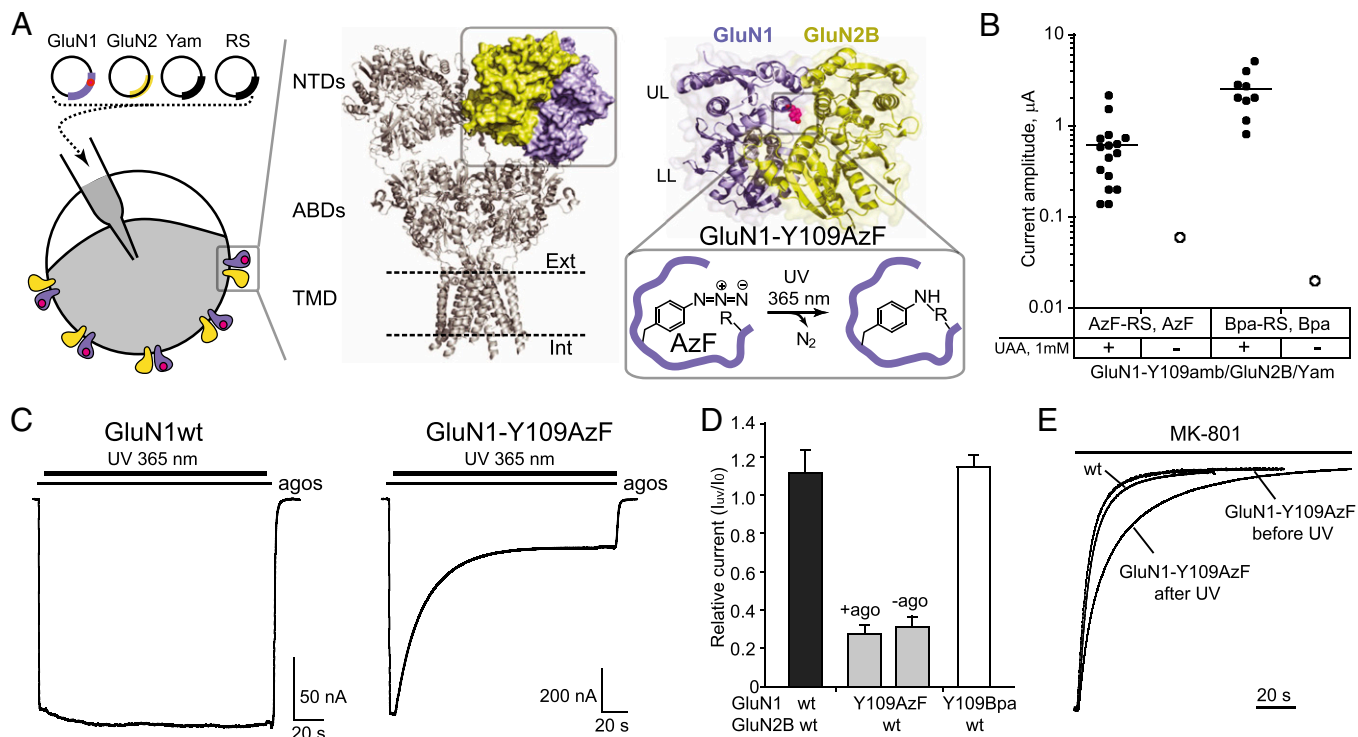 A
GluN1 GluN2 Yam RS
NTDs
ABDs
TMD
Ext
Int
GluN1 GluN2B
UL
LL
GluN1-Y109AzF
N=N=N
+ -
R
AzF
UV
365 nm
N2
NH
R
B
Current amplitude, µA
10
1
0.1
0.01
AzF-RS, AzF Bpa-RS, Bpa
UAA, 1mM + - + -
GluN1-Y109amb/GluN2B/Yam
C
GluN1wt
UV 365 nm
agos
50 nA
20 s
GluN1-Y109AzF
UV 365 nm
agos
200 nA
20 s
D
Relative current (Iuv/I0)
1.4
1.2
1.0
0.8
0.6
0.4
0.2
0
+ago -ago
GluN1 wt Y109AzF Y109Bpa
GluN2B wt wt wt
E
MK-801
wt
GluN1-Y109AzF
before UV
GluN1-Y109AzF
after UV
20 s